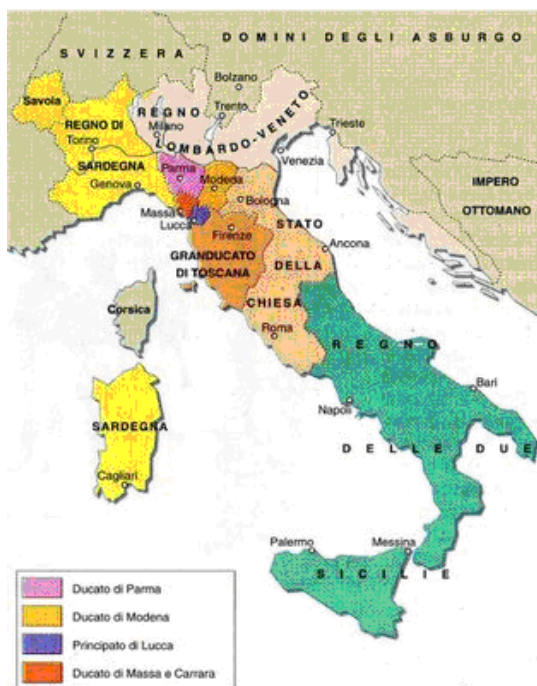 DOMINI DEGLI ASBURGO
SVIZZERA
Bolzano
Savoia
REGNO
Trento
REGNO DI
Milano
Trieste
LOMBARDO-VENETO
Torino
Venezia
SARDEGNA
Parma
IMPERO
Modena
OTTOMANO
Genova
Bologna
Massa
STATO
Lucca
Firenze
Ancona
GRANDUCATO
DI TOSCANA
DELLA
CHIESA
Corsica
Roma
REGNO
Bari
Napoli
SARDEGNA
DELLE DUE
Cagliari
Palermo
Messina
SICILIE
Ducato di Parma
Ducato di Modena
Principato di Lucca
Ducato di Massa e Carrara